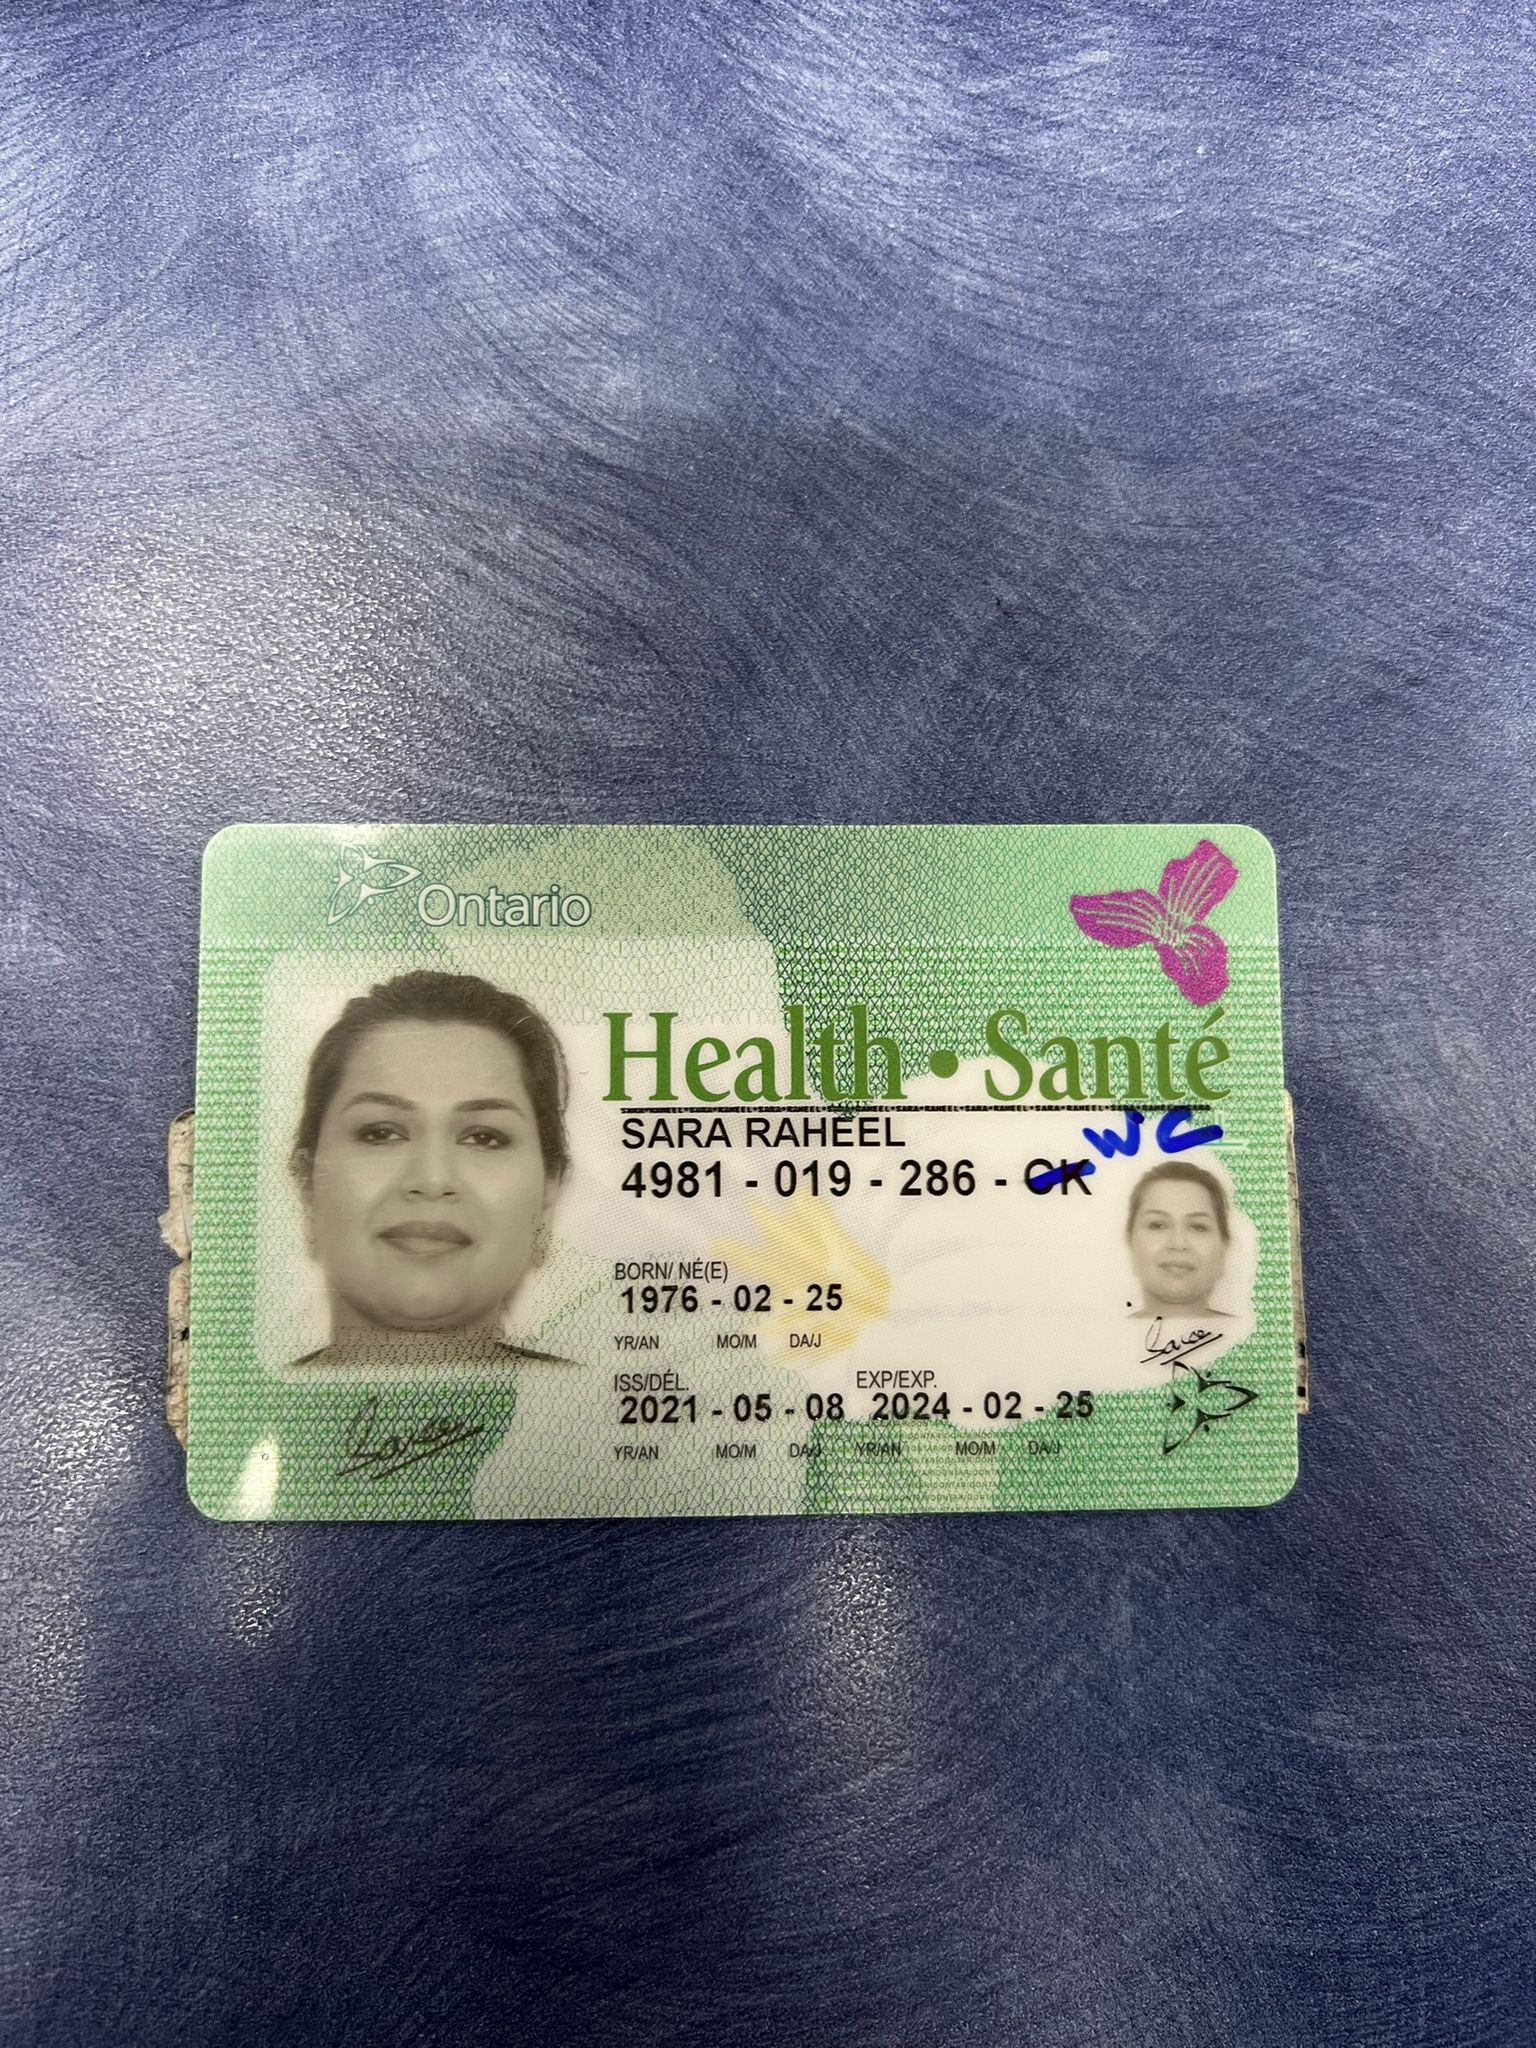 Ontario
Health • Santé
SARA RAHEEL
WC
4981 - 019 - 286 - CK
BORN/ NÉ(E)
1976 - 02 - 25
YR/AN MO/M DA/J
ISS/DÉL. EXP/EXP.
2021 - 05 - 08 2024 - 02 - 25
YR/AN MO/M DA/J YR/AN MO/M DA/J